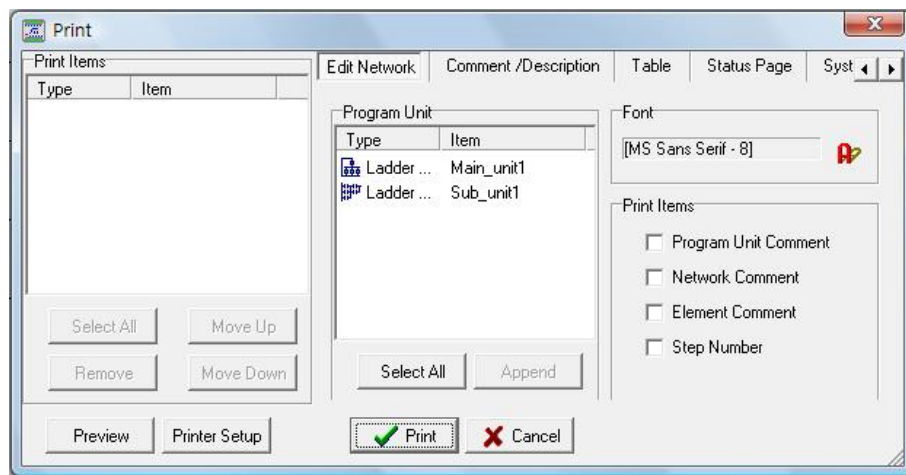 Print
Print Items
Type Item
Select All Move Up
Remove Move Down
Edit Network Comment /Description Table Status Page Syst
Program Unit
Type Item
Ladder ... Main_unit1
Ladder ... Sub_unit1
Select All Append
Font
[MS Sans Serif - 8]
Print Items
Program Unit Comment
Network Comment
Element Comment
Step Number
Preview Printer Setup Print Cancel